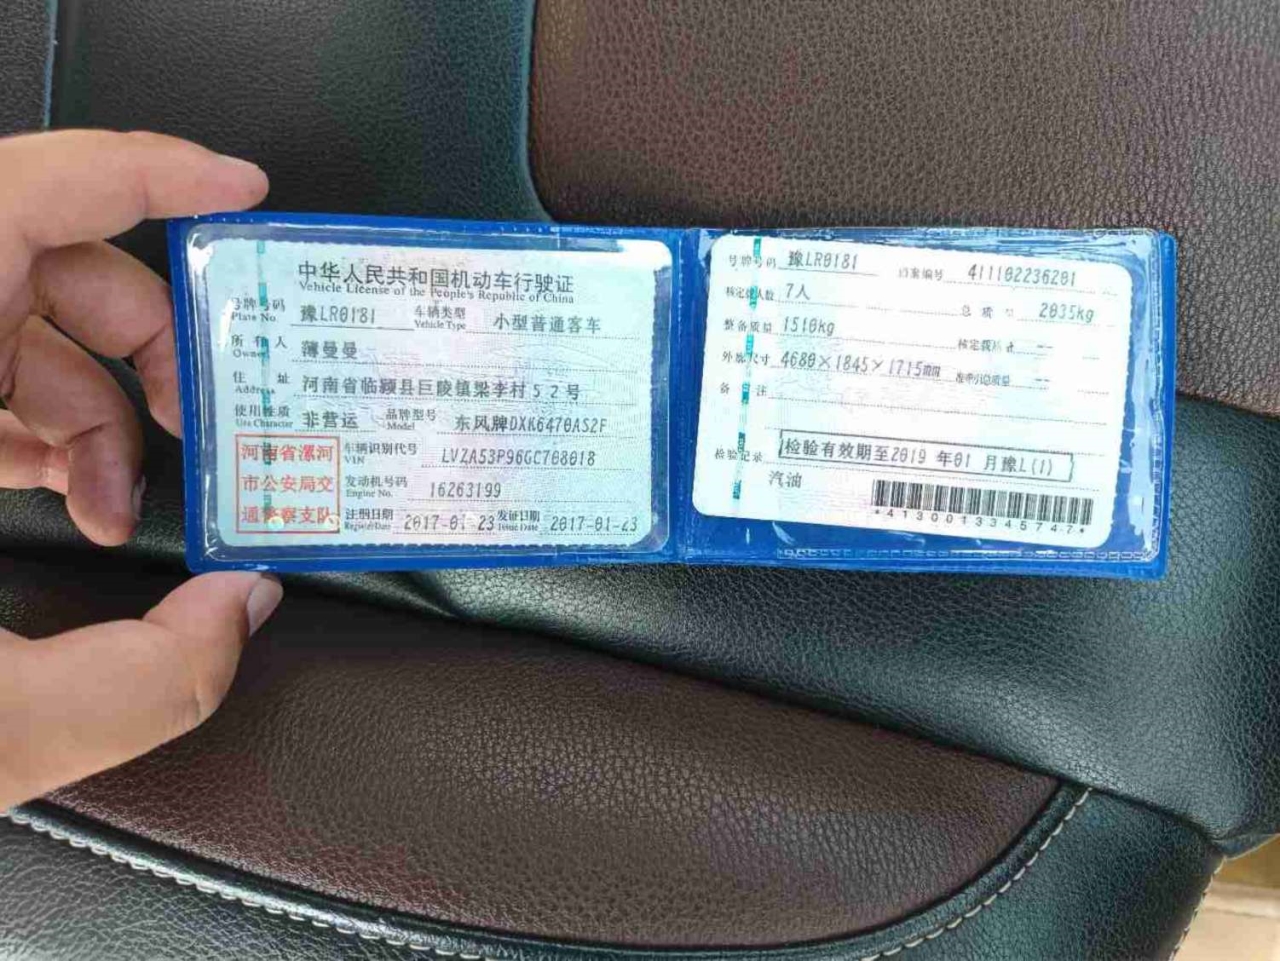 中华人民共和国机动车行驶证
Vehicle License of the People's Republic of China
号牌号码 豫LR0181 车辆类型 小型普通客车
Plate No. Vehicle Type
所有人 薄曼曼
Owner
住址 河南省临颍县巨陵镇梁李村52号
Address
使用性质 非营运 品牌型号 东风牌DXK6470AS2F
Use Character Model
河南省漯河
市公安局交
通警察支队
车辆识别代号 LVZA53P96GC708018
VIN
发动机号码 16263199
Engine No.
注册日期 2017-01-23 发证日期 2017-01-23
Register Date Issue Date
号牌号码 豫LR0181 档案编号 411102236201
核定载人数 7人 总质量 2035kg
整备质量 1510kg 核定载质量 --
外廓尺寸 4680×1845×1715mm 准牵引总质量 --
备注
检验记录 检验有效期至2019年01月豫L(1)
汽油
*4130013345747*